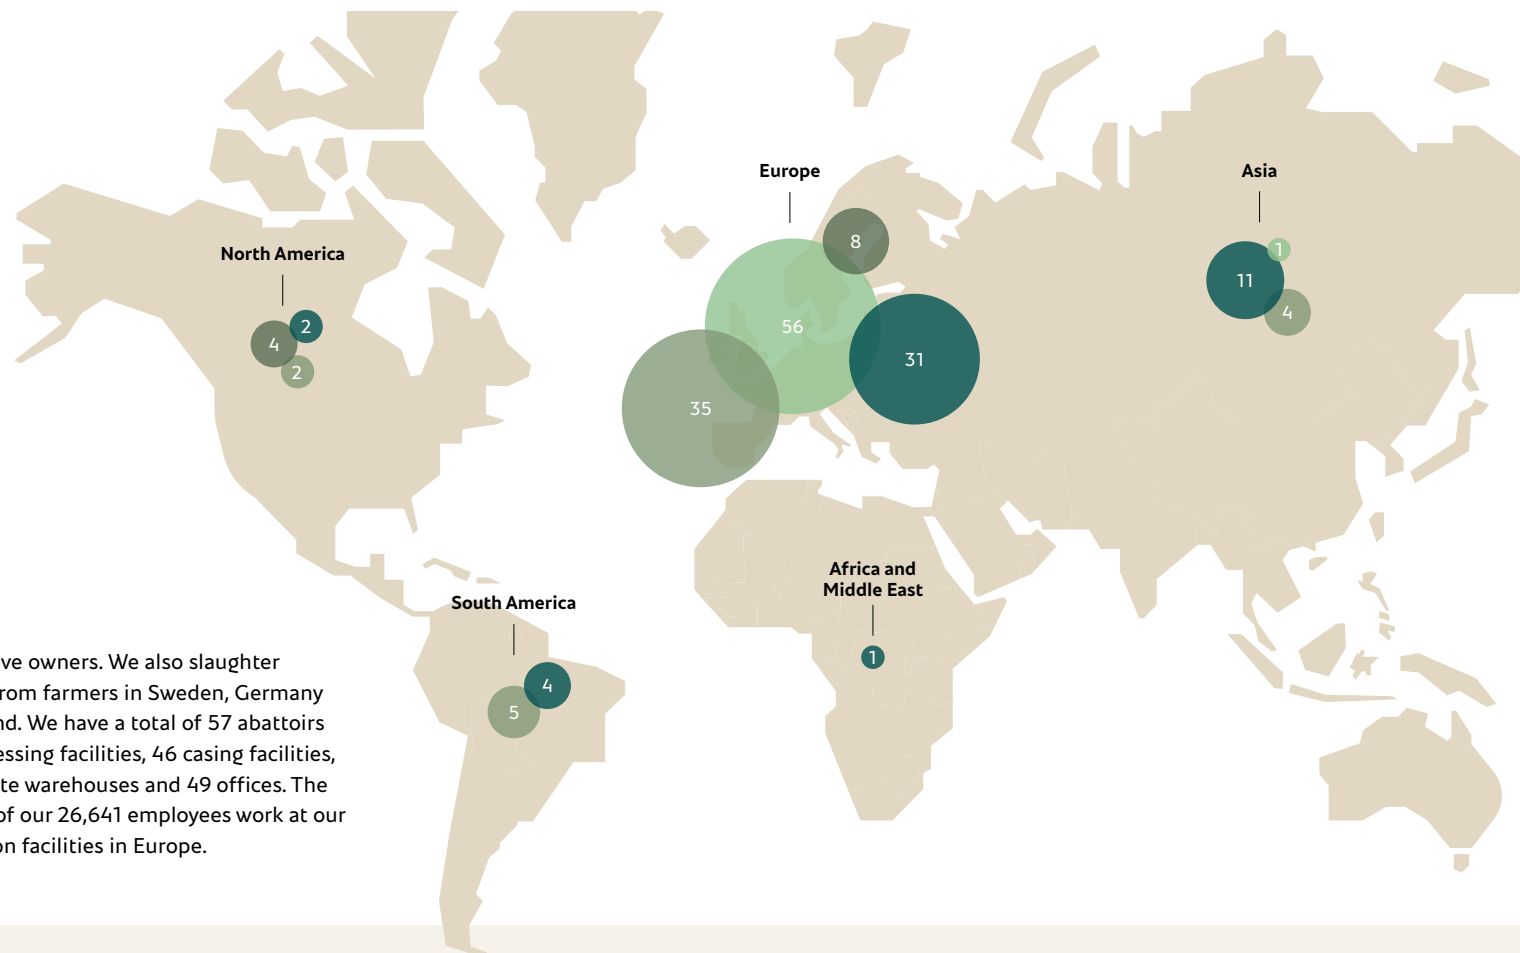 Europe
Asia
8
North America
1
11
2
56
4
4
31
2
35
Africa and
Middle East
South America
1
4
5
ve owners. We also slaughter
rom farmers in Sweden, Germany
nd. We have a total of 57 abattoirs
essing facilities, 46 casing facilities,
te warehouses and 49 offices. The
of our 26,641 employees work at our
on facilities in Europe.